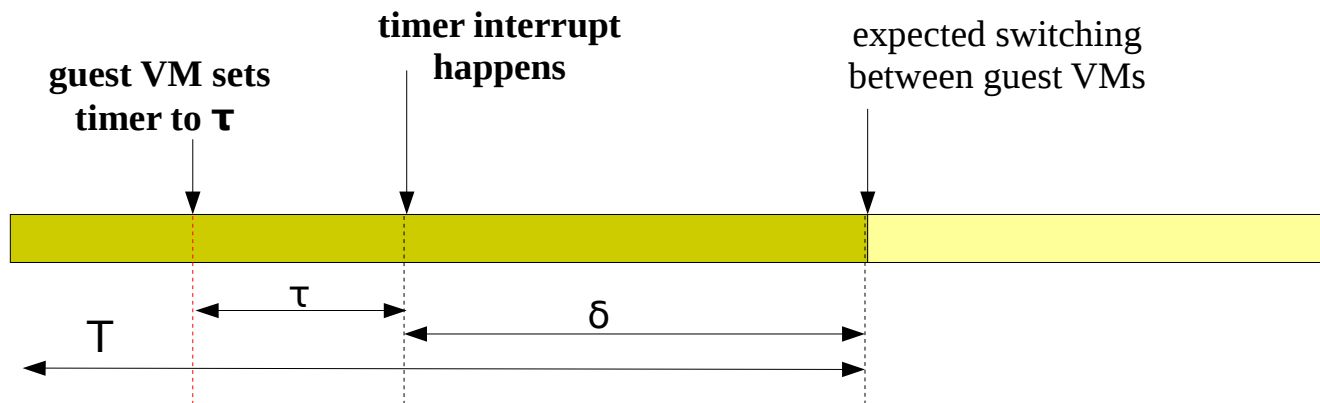 guest VM sets
timer to τ
timer interrupt
happens
expected switching
between guest VMs
τ
δ
T